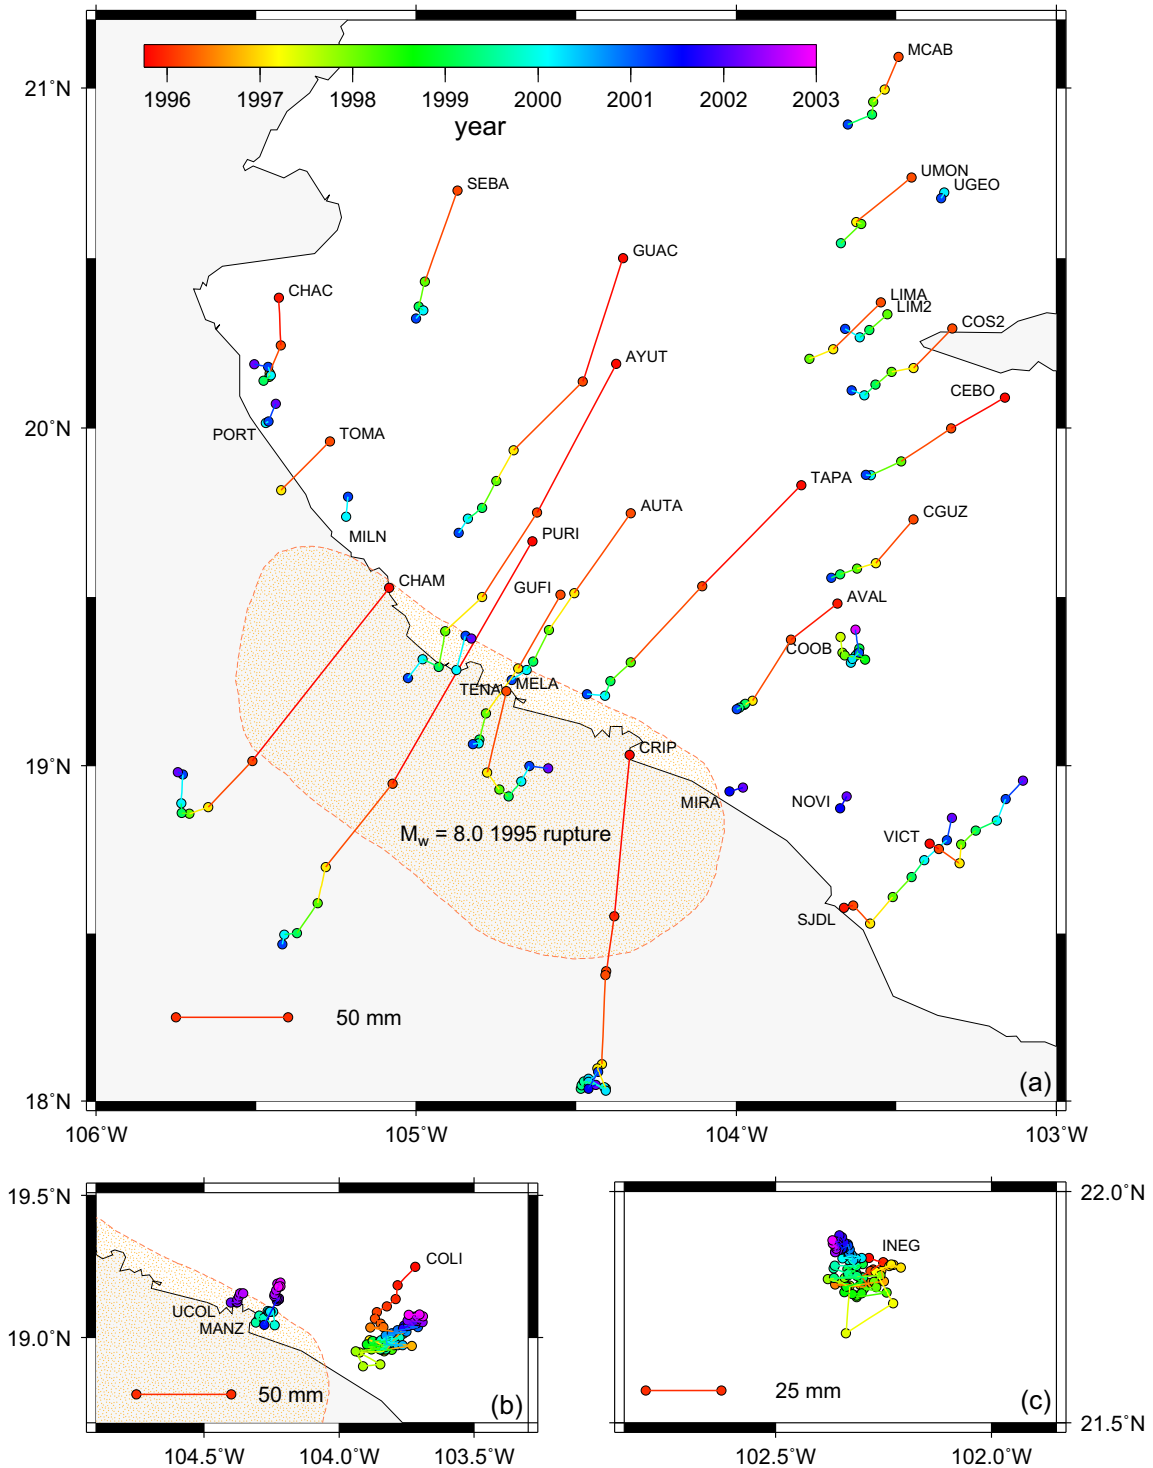 MCAB
21°N
1996 1997 1998 1999 2000 2001 2002 2003
year
UMON
SEBA
UGEO
GUAC
CHAC
LIMA
LIM2
COS2
AYUT
CEBO
20°N
PORT
TOMA
TAPA
AUTA
CGUZ
MILN
PURI
CHAM
GUFI
AVAL
COOB
TENA
MELA
19°N
CRIP
MIRA
NOVI
Mw = 8.0 1995 rupture
VICT
SJDL
50 mm
(a)
18°N
106°W 105°W 104°W 103°W
19.5°N
22.0°N
COLI
INEG
UCOL
MANZ
19.0°N
50 mm
(b)
25 mm
(c)
21.5°N
104.5°W 104.0°W 103.5°W
102.5°W 102.0°W